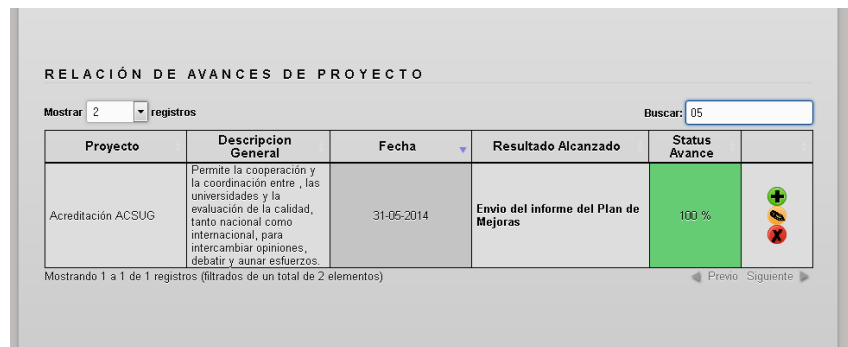 RELACIÓN DE AVANCES DE PROYECTO
Mostrar 2 registros
Buscar: 05
Proyecto
Descripcion
General
Fecha
Resultado Alcanzado
Status
Avance
Acreditación ACSUG
Permite la cooperación y
la coordinación entre , las
universidades y la
evaluación de la calidad,
tanto nacional como
internacional, para
intercambiar opiniones,
debatir y aunar esfuerzos.
31-05-2014
Envio del informe del Plan de
Mejoras
100 %
Mostrando 1 a 1 de 1 registros (filtrados de un total de 2 elementos)
Previo Siguiente